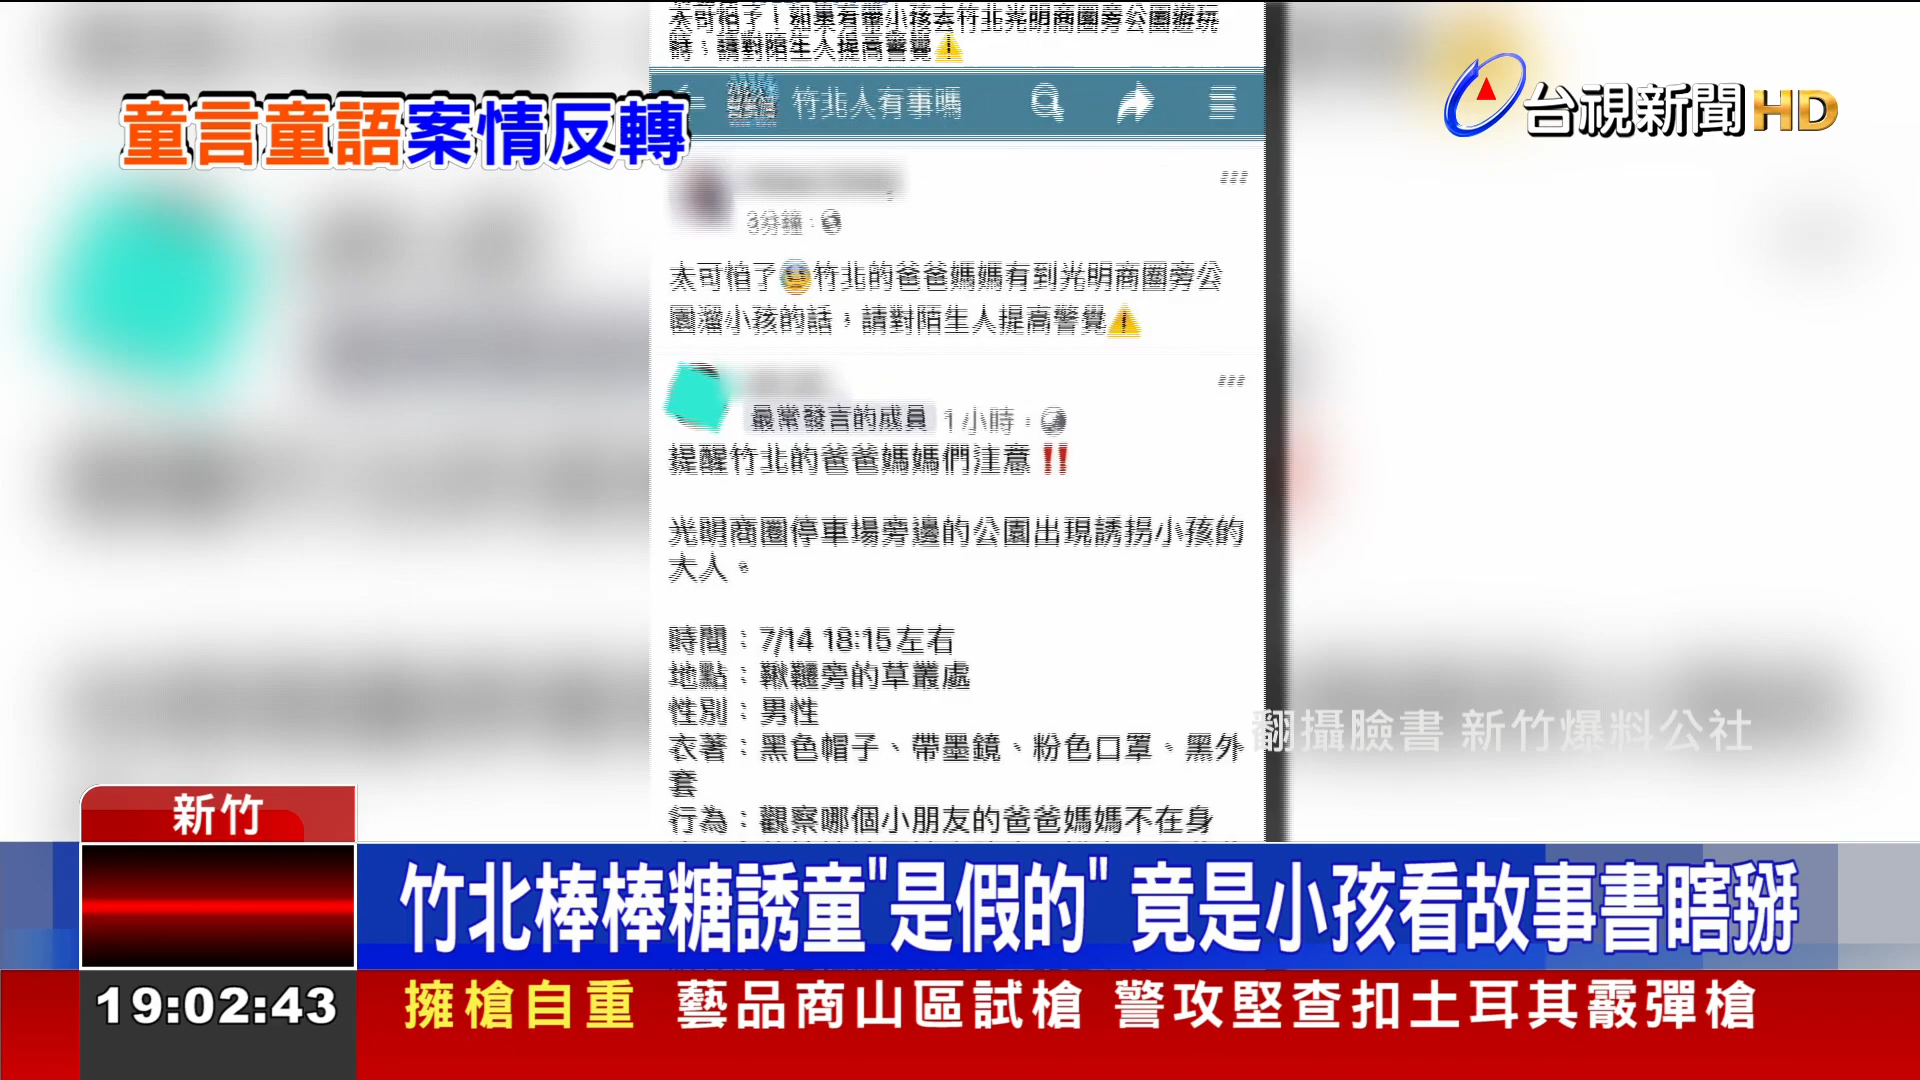 太可怕了！如果有帶小孩去竹北光明商圈旁公園遊玩
時，請對陌生人提高警覺⚠️
竹北人有事嗎
童言童語案情反轉
台視新聞HD
3分鐘
太可怕了😨竹北的爸爸媽媽有到光明商圈旁公
園溜小孩的話，請對陌生人提高警覺⚠️
最常發言的成員 1小時
提醒竹北的爸爸媽媽們注意‼️
光明商圈停車場旁邊的公園出現誘拐小孩的
大人。
時間：7/14 18:15左右
地點：鞦韆旁的草叢處
性別：男性
衣著：黑色帽子、帶墨鏡、粉色口罩、黑外
套
行為：觀察哪個小朋友的爸爸媽媽不在身
翻攝臉書 新竹爆料公社
新竹
竹北棒棒糖誘童"是假的" 竟是小孩看故事書瞎掰
19:02:43
擁槍自重 藝品商山區試槍 警攻堅查扣土耳其霰彈槍